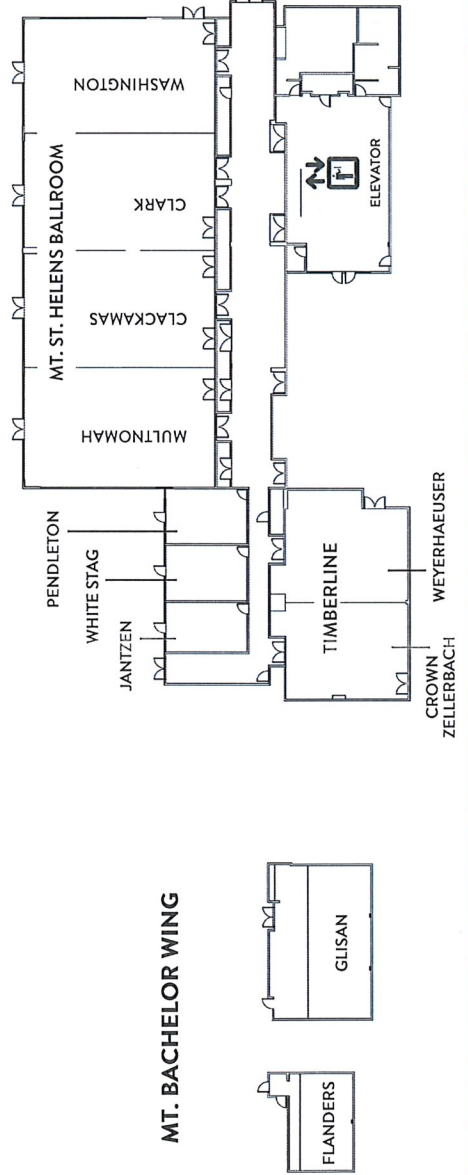 MT. ST. HELENS BALLROOM
WASHINGTON
CLARK
CLACKAMAS
MULTNOMAH
ELEVATOR
PENDLETON
WHITE STAG
JANTZEN
TIMBERLINE
WEYERHAEUSER
CROWN
ZELLERBACH
MT. BACHELOR WING
GLISAN
FLANDERS